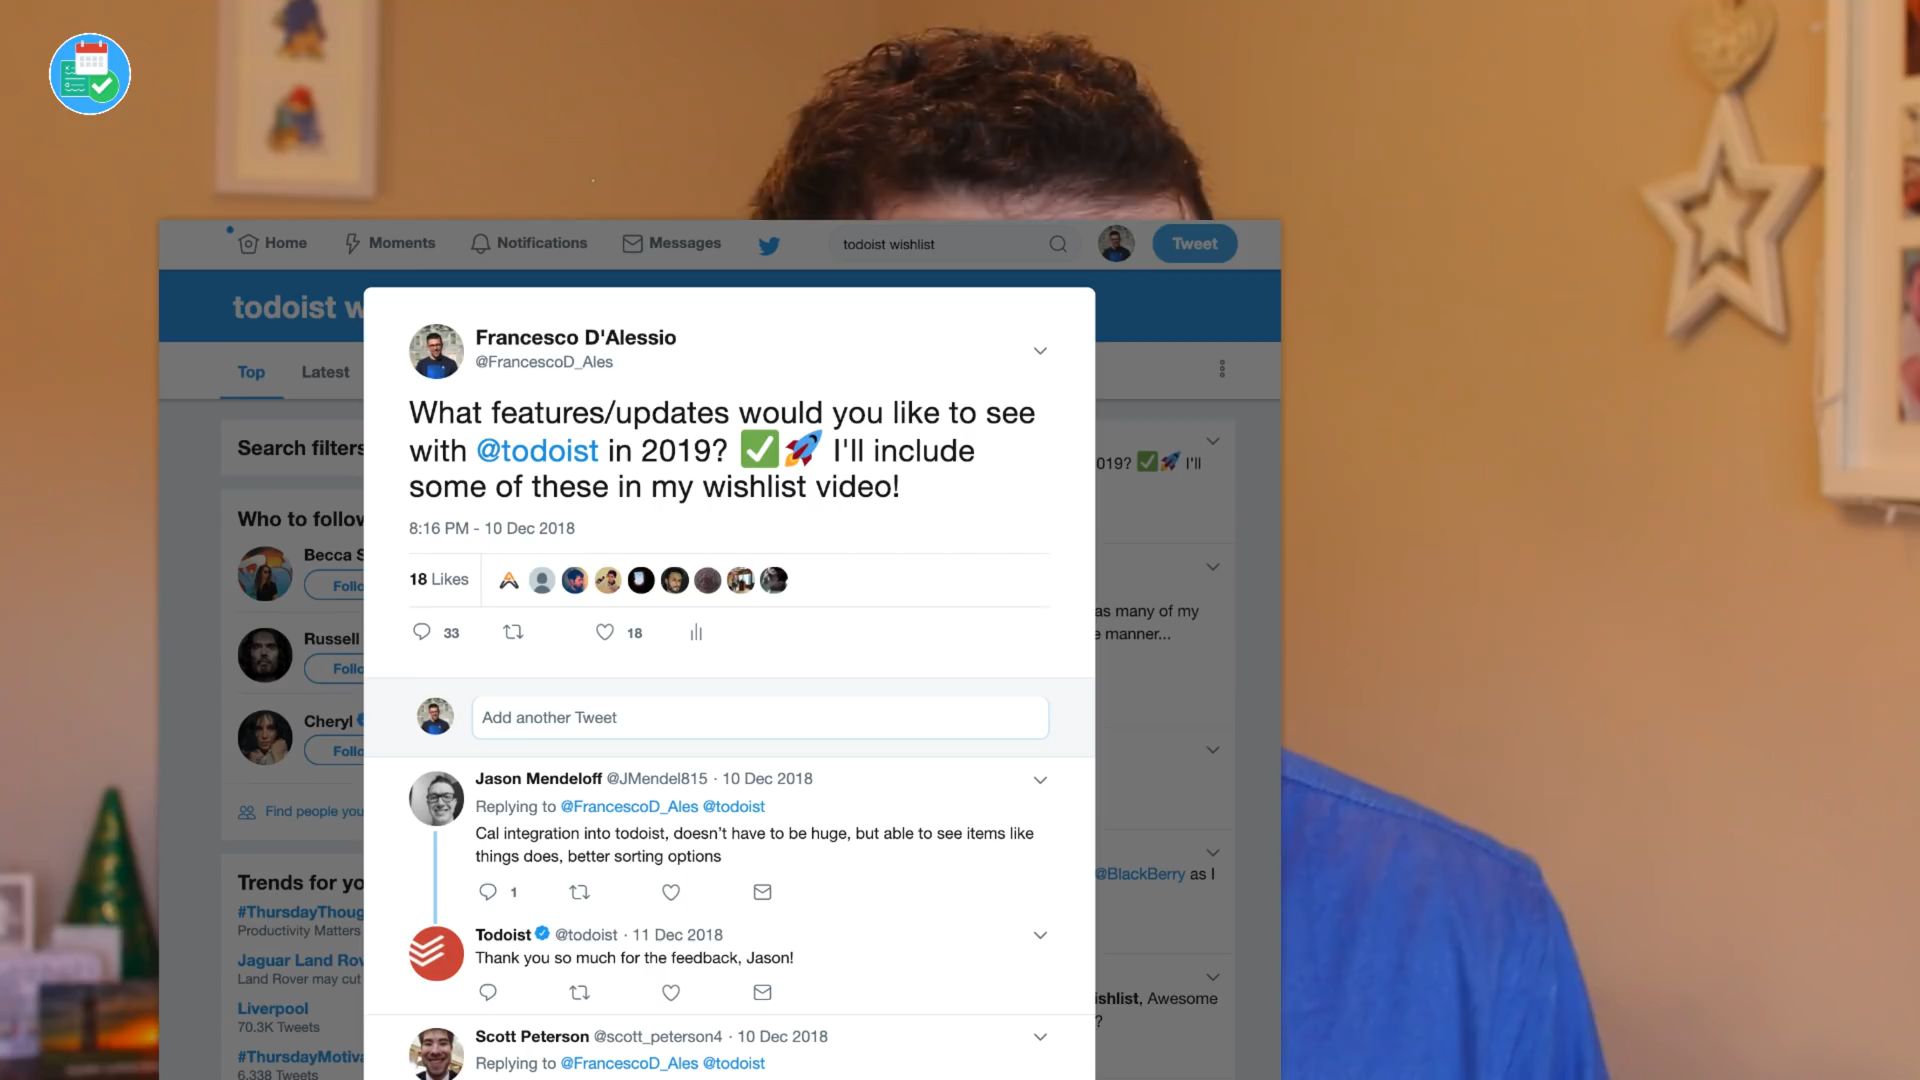 Home
Moments
Notifications
Messages
todoist wishlist
Tweet
todoist w
Top
Latest
Search filters
Who to follow
Becca S
Follo
Russell
Follo
Cheryl
Follo
Find people you
Trends for yo
#ThursdayThoug
Productivity Matters
Jaguar Land Rov
Land Rover may cut
Liverpool
70.3K Tweets
#ThursdayMotiva
6,338 Tweets
Francesco D'Alessio
@FrancescoD_Ales
What features/updates would you like to see
with @todoist in 2019? ✅🚀 I'll include
some of these in my wishlist video!
8:16 PM - 10 Dec 2018
18 Likes
33
18
Add another Tweet
Jason Mendeloff @JMendel815 · 10 Dec 2018
Replying to @FrancescoD_Ales @todoist
Cal integration into todoist, doesn't have to be huge, but able to see items like
things does, better sorting options
1
Todoist @todoist · 11 Dec 2018
Thank you so much for the feedback, Jason!
Scott Peterson @scott_peterson4 · 10 Dec 2018
Replying to @FrancescoD_Ales @todoist
019? ✅🚀 I'll
as many of my
e manner...
@BlackBerry as I
ishlist, Awesome
?